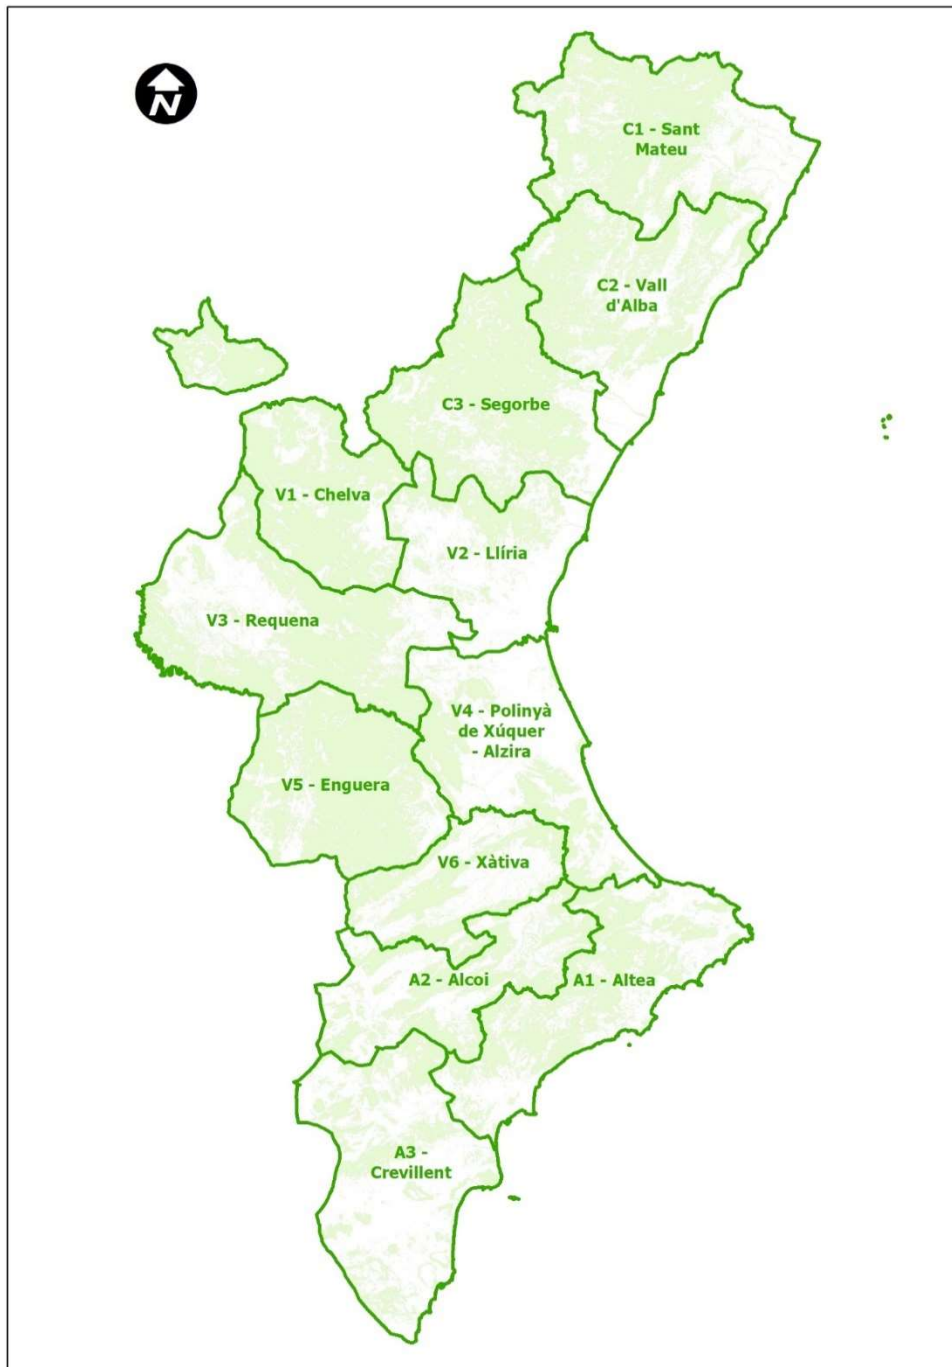 N
C1 - Sant
Mateu
C2 - Vall
d'Alba
C3 - Segorbe
V1 - Chelva
V2 - Llíria
V3 - Requena
V4 - Polinyà
de Xúquer
- Alzira
V5 - Enguera
V6 - Xàtiva
A2 - Alcoi
A1 - Altea
A3 -
Crevillent